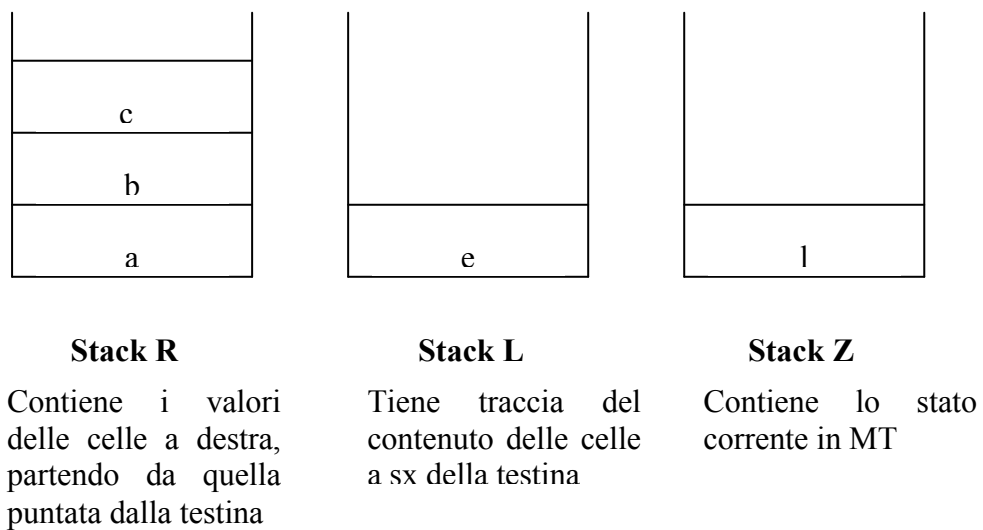 c
b
a
e
l
Stack R
Stack L
Stack Z
Contiene i valori
delle celle a destra,
partendo da quella
puntata dalla testina
Tiene traccia del
contenuto delle celle
a sx della testina
Contiene lo stato
corrente in MT